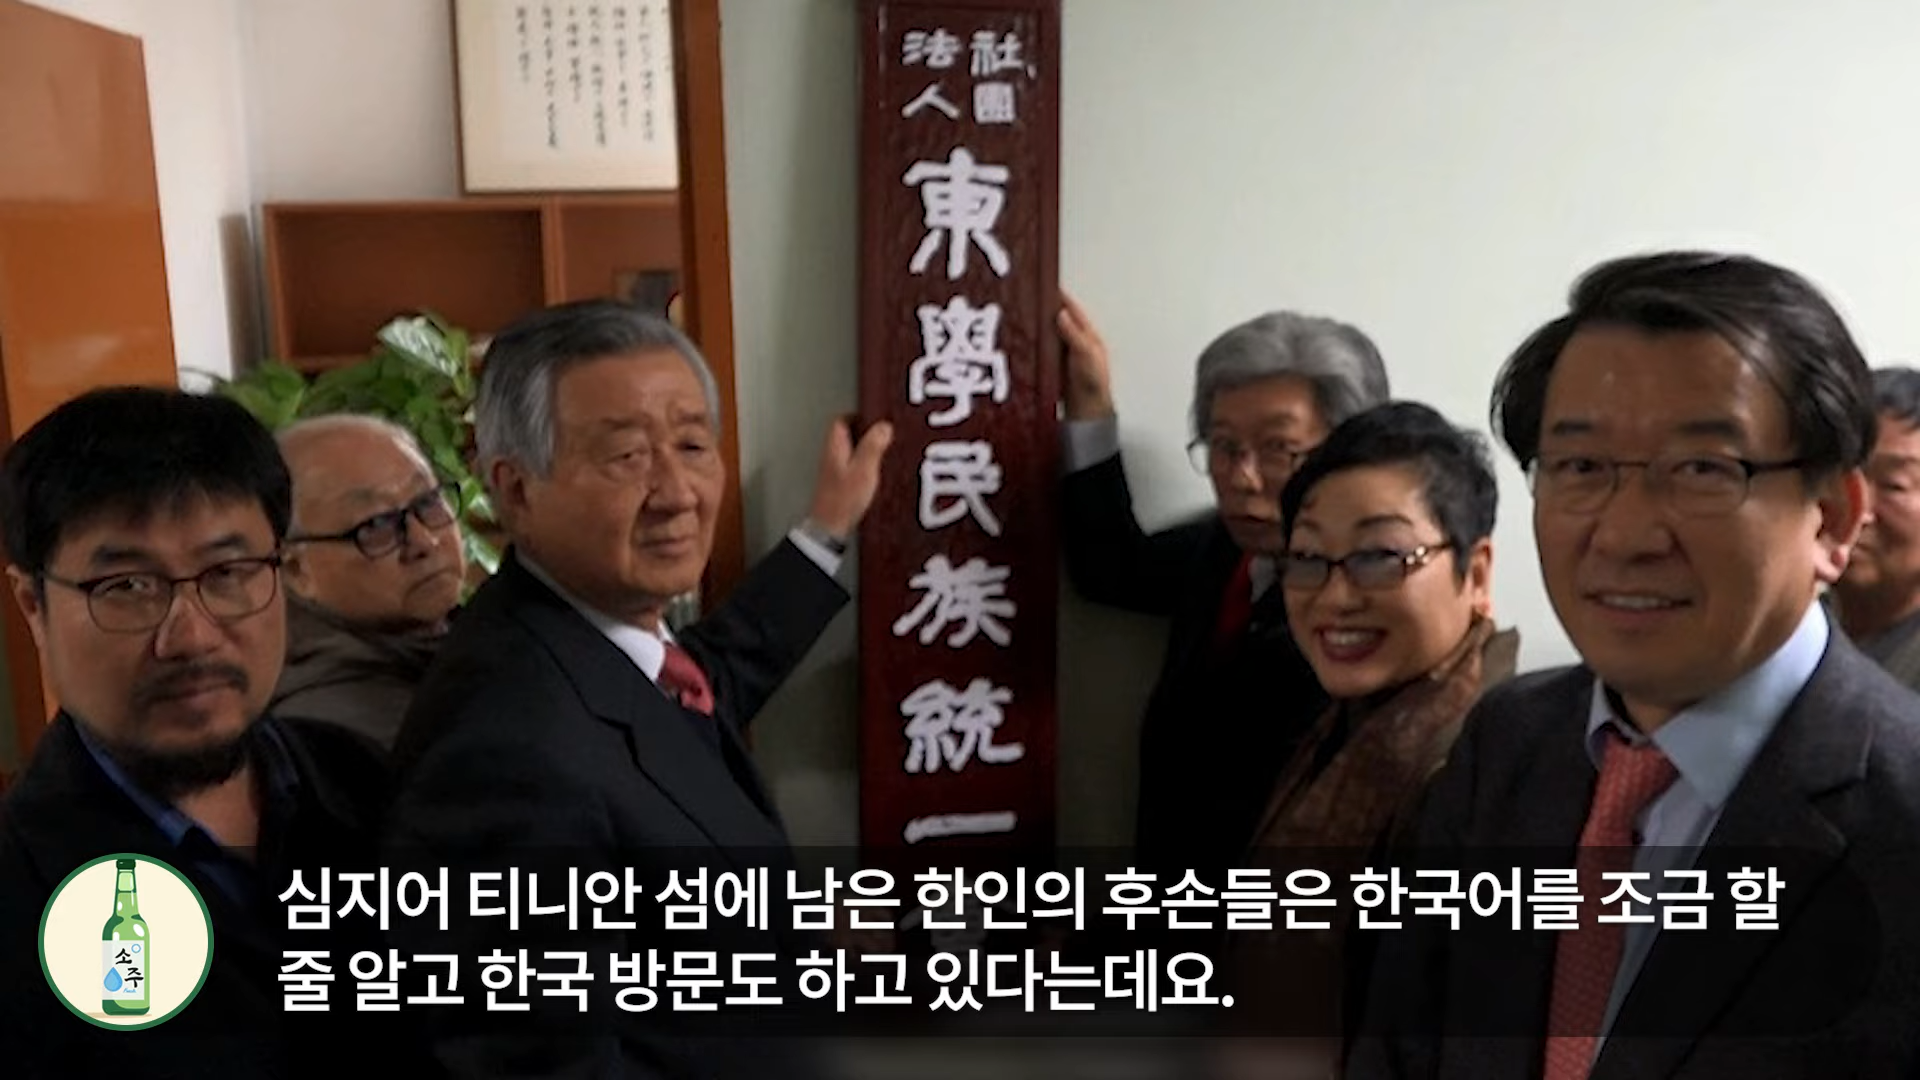 社團
法人
東學民族統一會
심지어 티니안 섬에 남은 한인의 후손들은 한국어를 조금 할
줄 알고 한국 방문도 하고 있다는데요.
소주